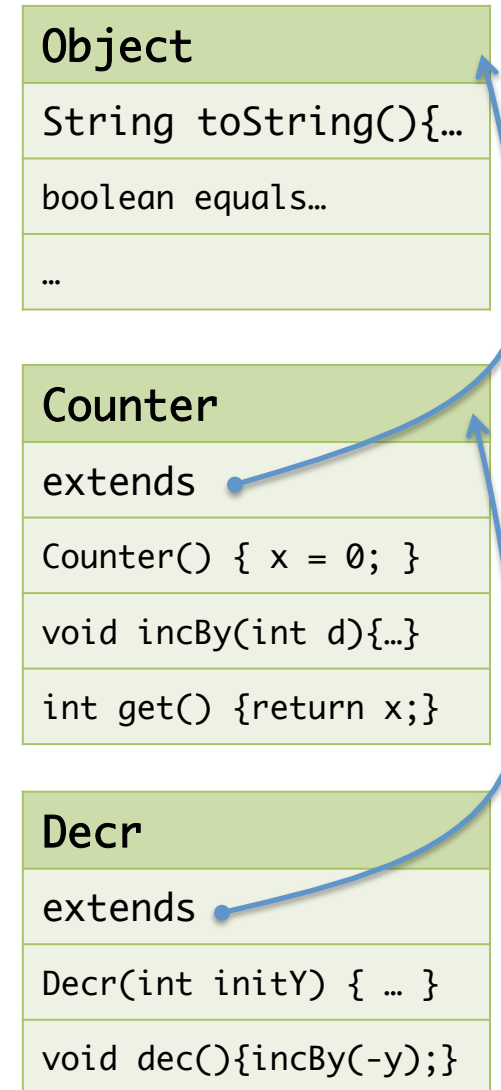 Object
String toString(){…
boolean equals…
…
Counter
extends
Counter() { x = 0; }
void incBy(int d){…}
int get() {return x;}
Decr
extends
Decr(int initY) { … }
void dec(){incBy(-y);}